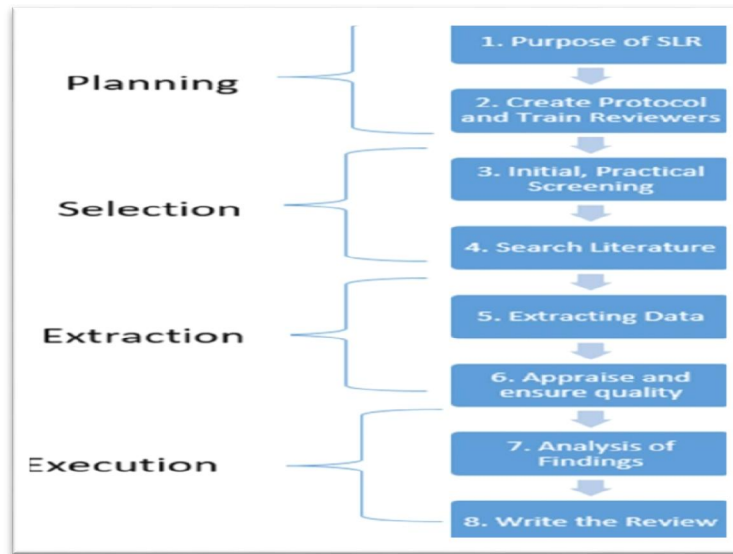 Planning
1. Purpose of SLR
2. Create Protocol
and Train Reviewers
Selection
3. Initial, Practical
Screening
4. Search Literature
Extraction
5. Extracting Data
6. Appraise and
ensure quality
Execution
7. Analysis of
Findings
8. Write the Review